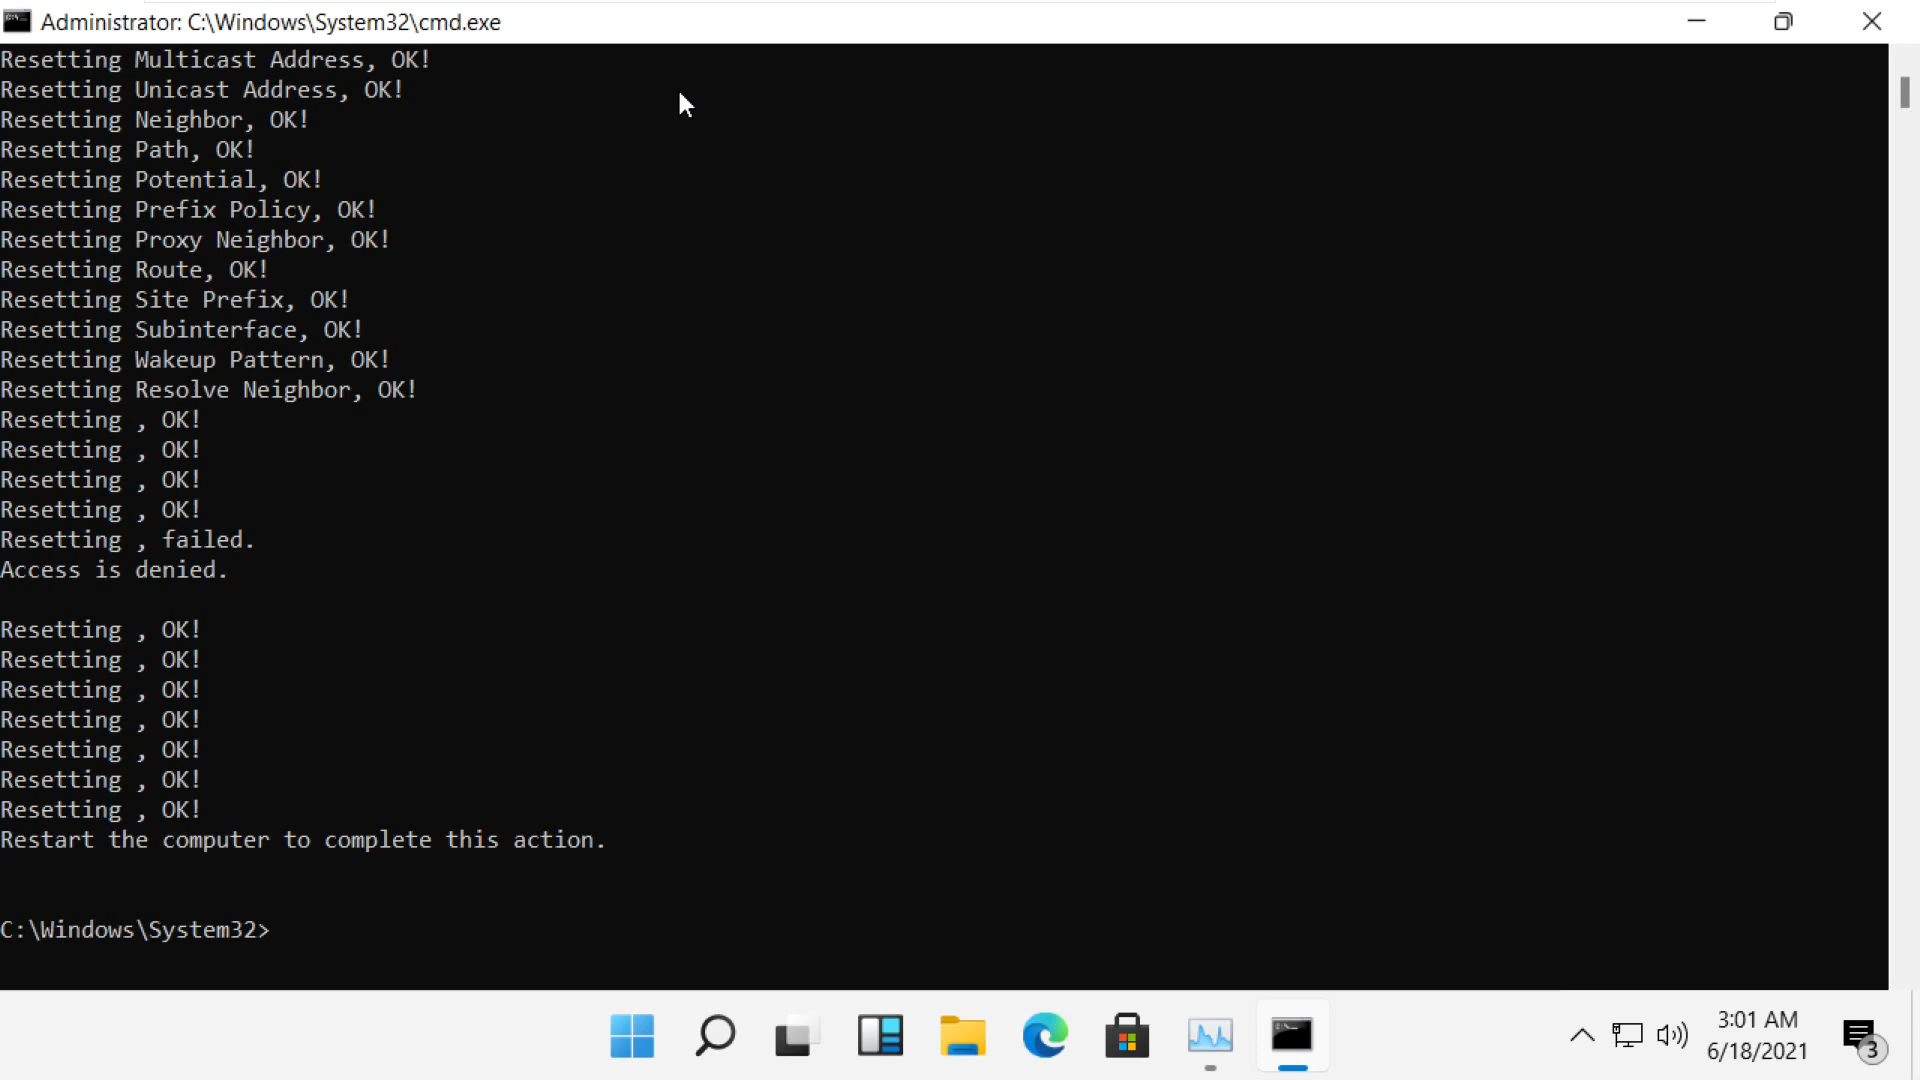 Administrator: C:\Windows\System32\cmd.exe
Resetting Multicast Address, OK!
Resetting Unicast Address, OK!
Resetting Neighbor, OK!
Resetting Path, OK!
Resetting Potential, OK!
Resetting Prefix Policy, OK!
Resetting Proxy Neighbor, OK!
Resetting Route, OK!
Resetting Site Prefix, OK!
Resetting Subinterface, OK!
Resetting Wakeup Pattern, OK!
Resetting Resolve Neighbor, OK!
Resetting , OK!
Resetting , OK!
Resetting , OK!
Resetting , OK!
Resetting , failed.
Access is denied.
Resetting , OK!
Resetting , OK!
Resetting , OK!
Resetting , OK!
Resetting , OK!
Resetting , OK!
Resetting , OK!
Restart the computer to complete this action.
C:\Windows\System32>
3:01 AM
6/18/2021
3